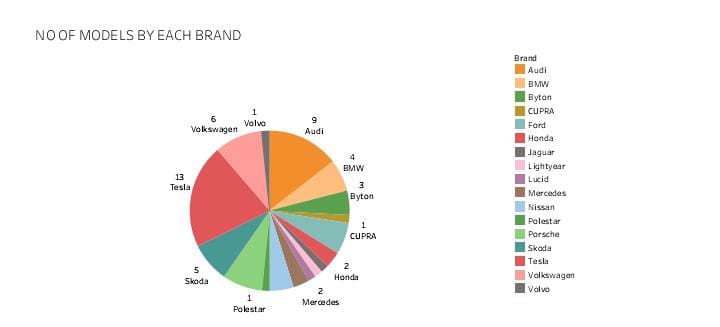 NO OF MODELS BY EACH BRAND
Brand
Audi
BMW
Byton
CUPRA
Ford
Honda
Jaguar
Lightyear
Lucid
Mercedes
Nissan
Polestar
Porsche
Skoda
Tesla
Volkswagen
Volvo
1
Volvo
9
Audi
4
BMW
3
Byton
1
CUPRA
2
Honda
2
Mercedes
1
Polestar
5
Skoda
13
Tesla
6
Volkswagen